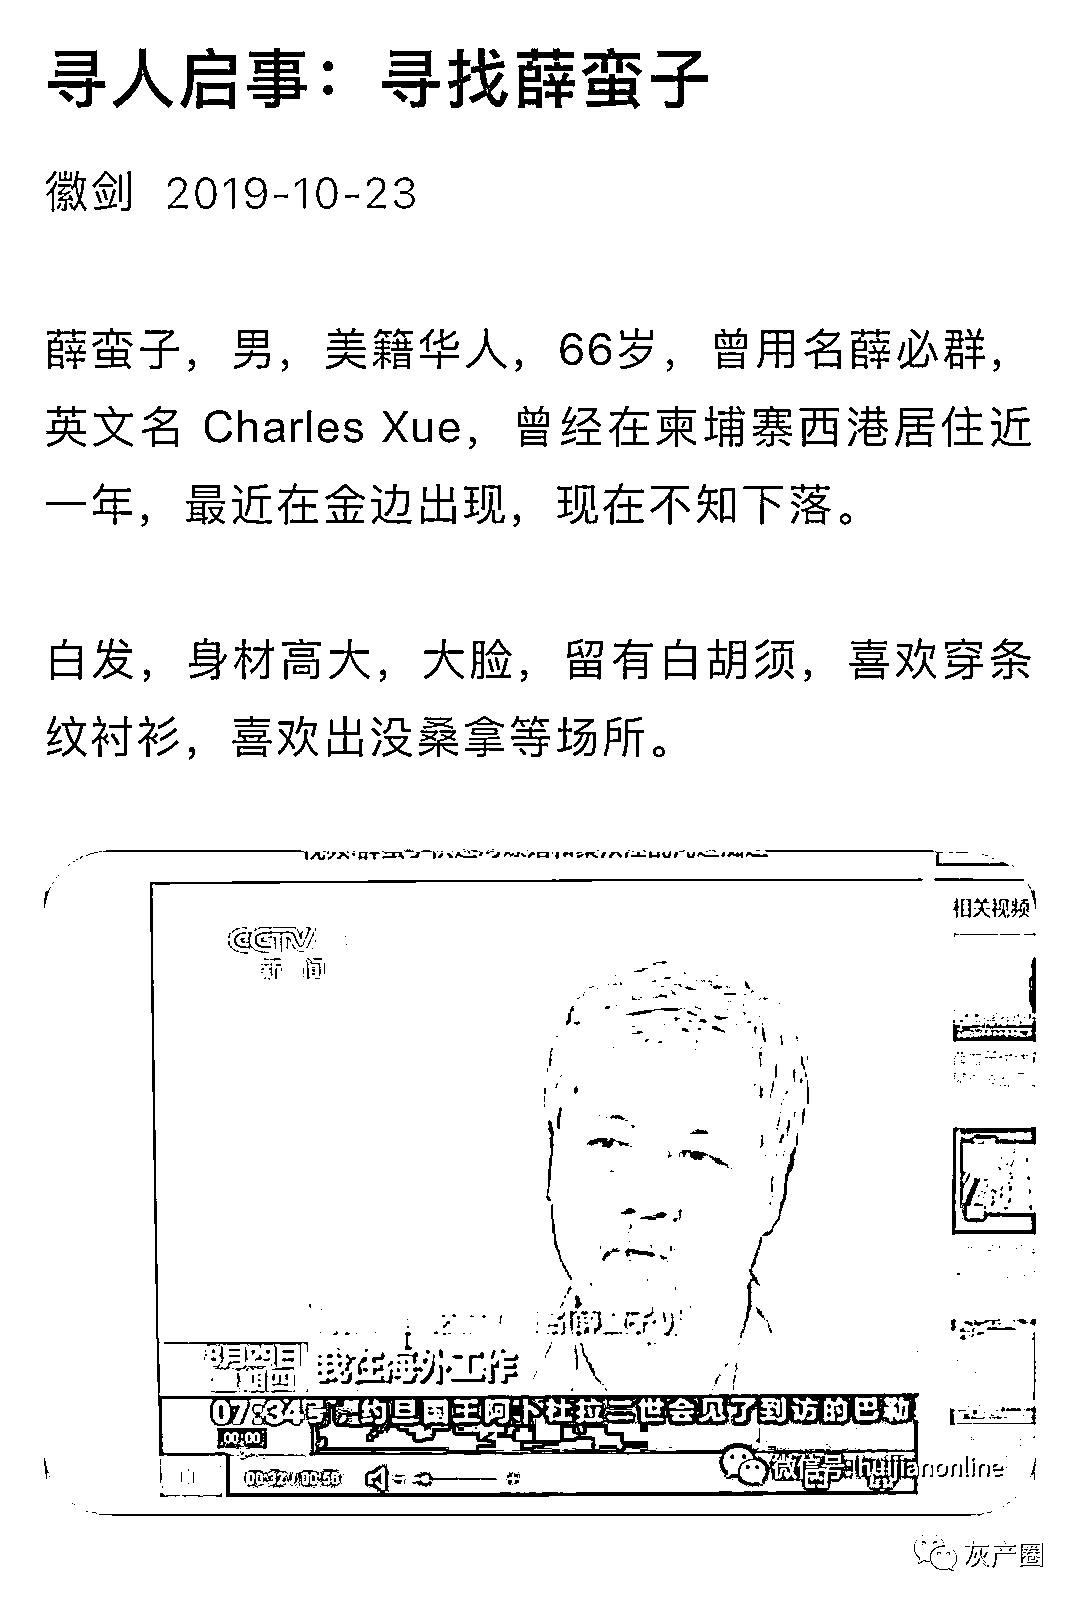 寻人启事：寻找薛蛮子
徽剑 2019-10-23
薛蛮子，男，美籍华人，66岁，曾用名薛必群，
英文名 Charles Xue，曾经在柬埔寨西港居住近
一年，最近在金边出现，现在不知下落。
白发，身材高大，大脸，留有白胡须，喜欢穿条
纹衬衫，喜欢出没桑拿等场所。
相关视频
CCTV
新闻
8月29日
星期四
我在海外工作
07:34
约旦国王阿卜杜拉二世会见了到访的巴勒
00:00
00:32/00:56
微信号:huijianonline
灰产圈